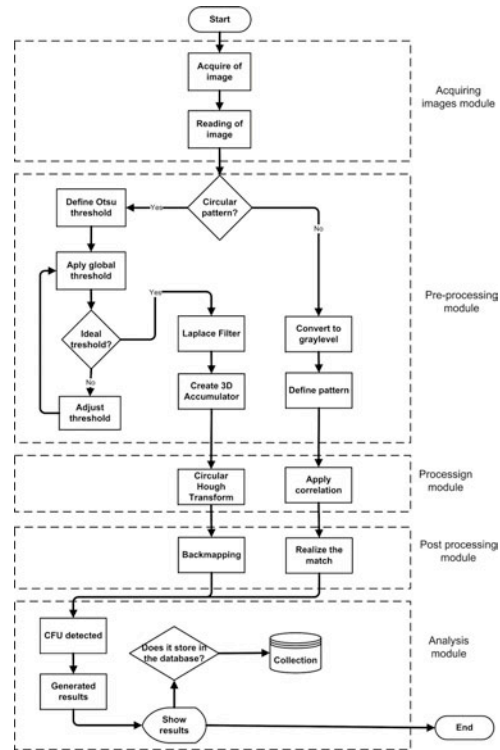 Start
Acquire of
image
Reading of
image
Acquiring
images module
Circular
pattern?
Yes
No
Define Otsu
threshold
Aply global
threshold
Ideal
treshold?
Yes
No
Adjust
threshold
Laplace Filter
Create 3D
Accumulator
Convert to
graylevel
Define pattern
Pre-processing
module
Circular
Hough
Transform
Apply
correlation
Processign
module
Backmapping
Realize the
match
Post processing
module
CFU detected
Generated
results
Does it store in
the database?
Collection
Show
results
End
Analysis
module